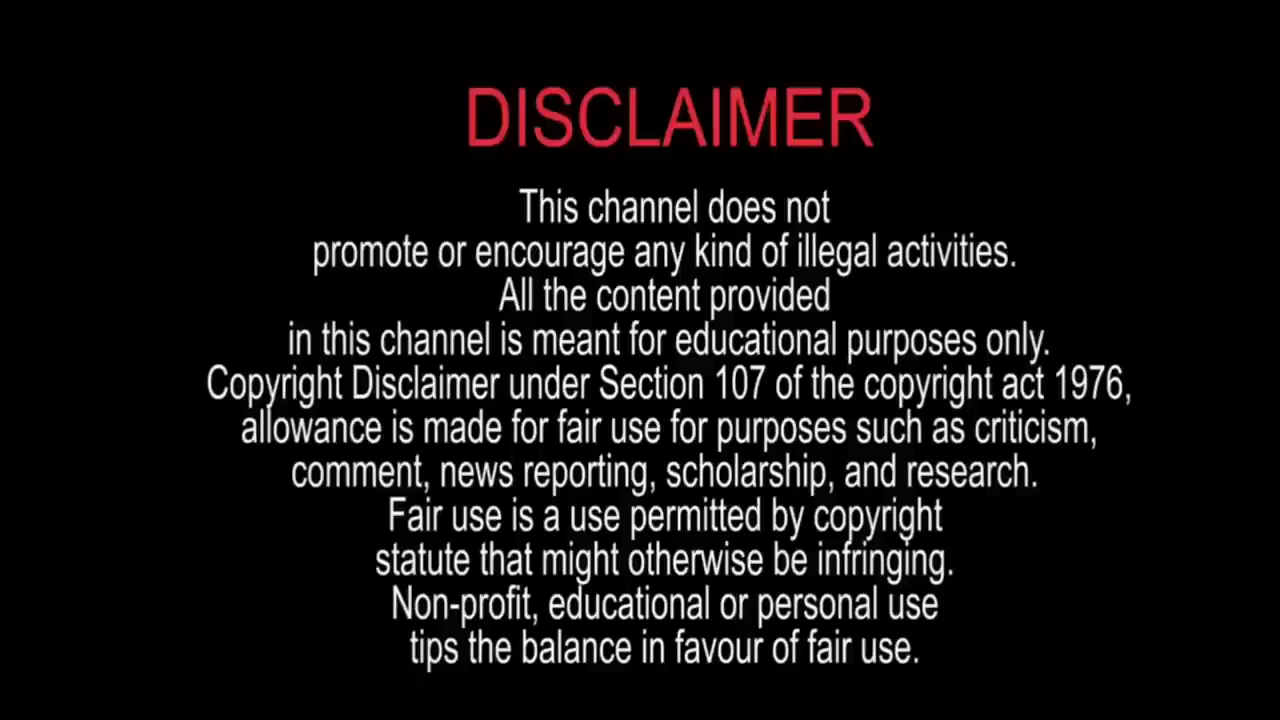 DISCLAIMER
This channel does not
promote or encourage any kind of illegal activities.
All the content provided
in this channel is meant for educational purposes only.
Copyright Disclaimer under Section 107 of the copyright act 1976,
allowance is made for fair use for purposes such as criticism,
comment, news reporting, scholarship, and research.
Fair use is a use permitted by copyright
statute that might otherwise be infringing.
Non-profit, educational or personal use
tips the balance in favour of fair use.